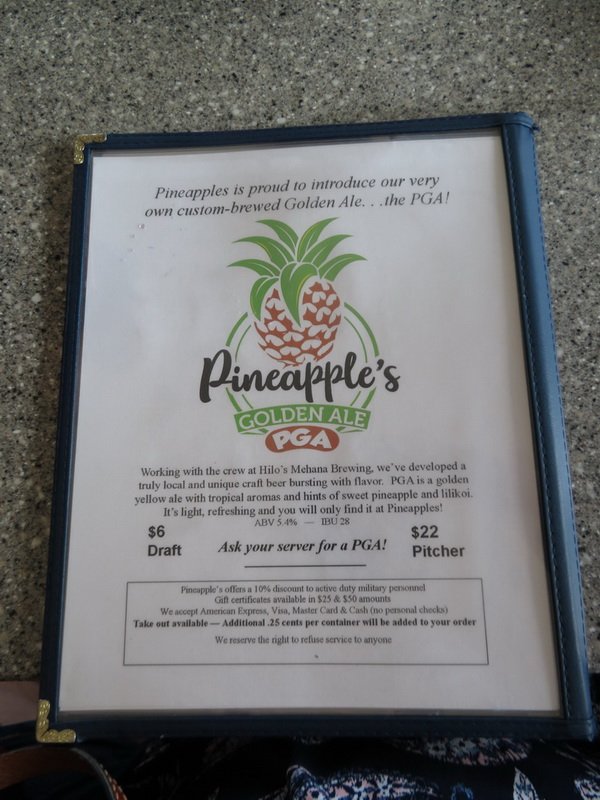 Pineapples is proud to introduce our very
own custom-brewed Golden Ale. . .the PGA!
Pineapple's
GOLDEN ALE
PGA
Working with the crew at Hilo's Mehana Brewing, we've developed a
truly local and unique craft beer bursting with flavor. PGA is a golden
yellow ale with tropical aromas and hints of sweet pineapple and lilikoi.
It's light, refreshing and you will only find it at Pineapples!
ABV 5.4% — IBU 28
$6
Draft
Ask your server for a PGA!
$22
Pitcher
Pineapple's offers a 10% discount to active duty military personnel
Gift certificates available in $25 & $50 amounts
We accept American Express, Visa, Master Card & Cash (no personal checks)
Take out available — Additional .25 cents per container will be added to your order
We reserve the right to refuse service to anyone